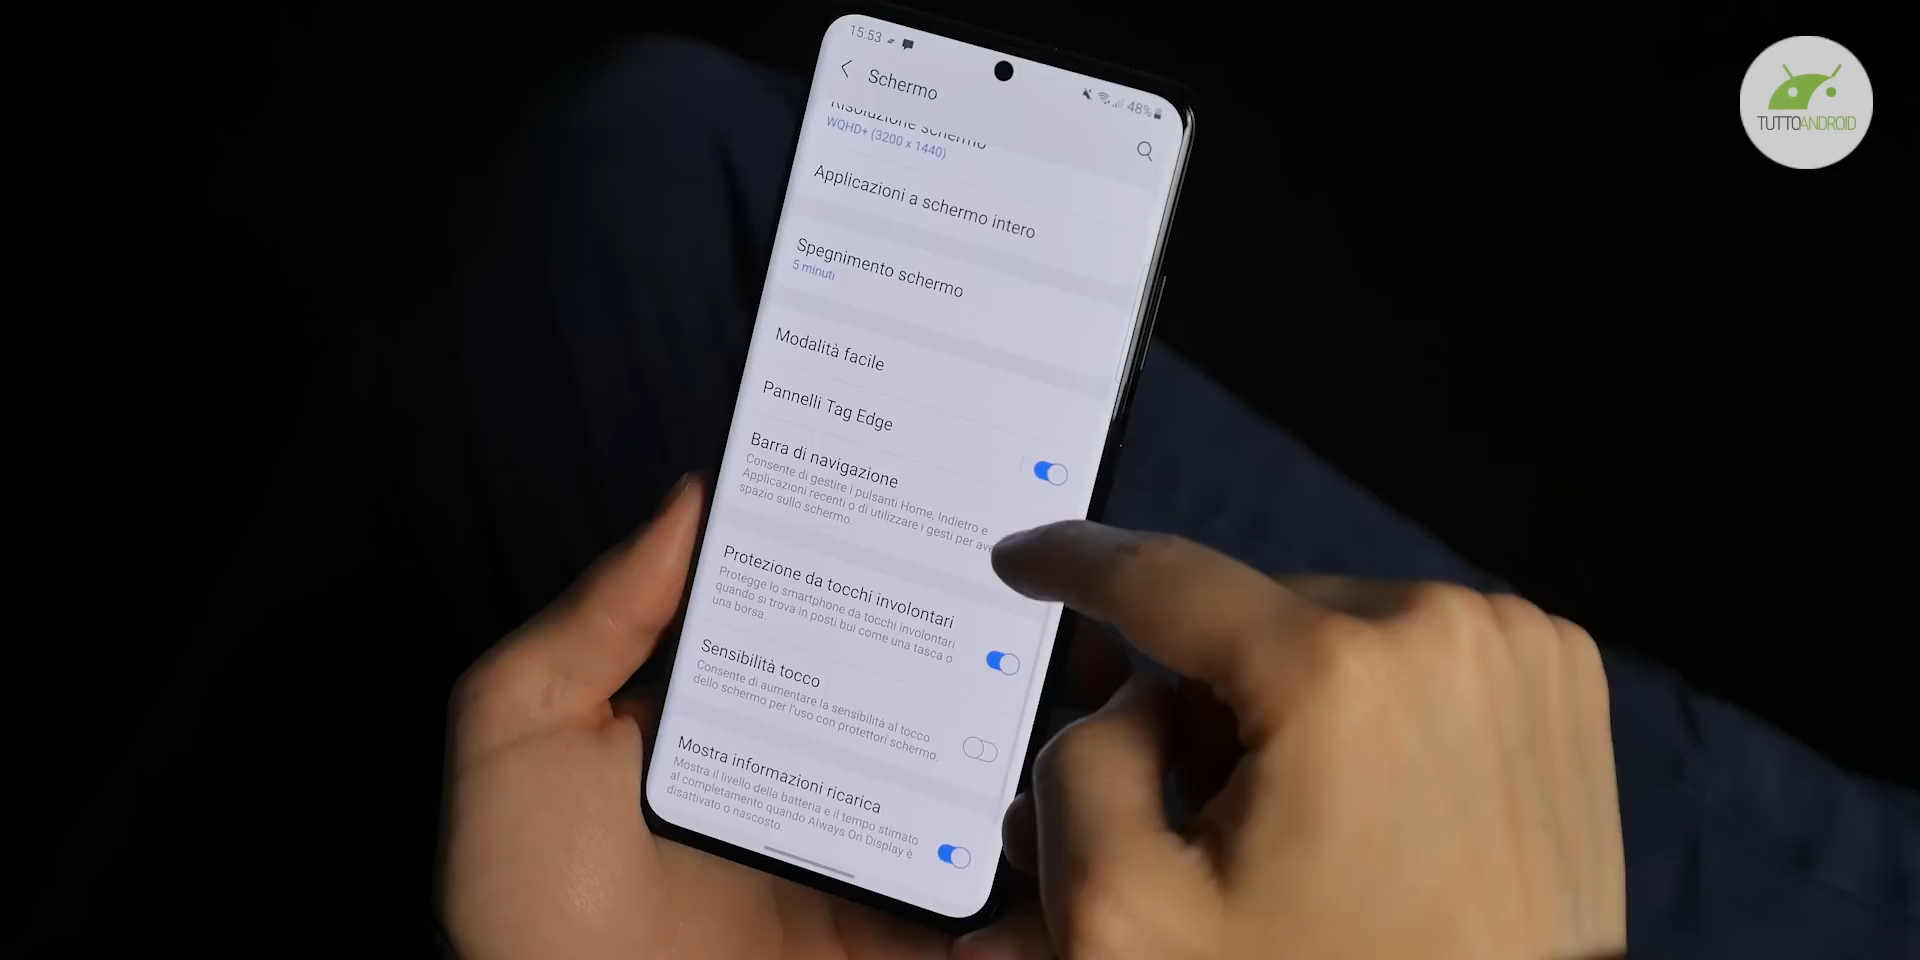 15:53
48%
Schermo
Risoluzione schermo
WQHD+ (3200 x 1440)
Applicazioni a schermo intero
Spegnimento schermo
5 minuti
Modalità facile
Pannelli Tag Edge
Barra di navigazione
Consente di gestire i pulsanti Home, Indietro e
Applicazioni recenti o di utilizzare i gesti per ave
spazio sullo schermo.
Protezione da tocchi involontari
Protegge lo smartphone da tocchi involontari
quando si trova in posti bui come una tasca o
una borsa
Sensibilità tocco
Consente di aumentare la sensibilità al tocco
dello schermo per l'uso con protettori schermo.
Mostra informazioni ricarica
Mostra il livello della batteria e il tempo stimato
al completamento quando Always On Display è
disattivato o nascosto.
TUTTOANDROID